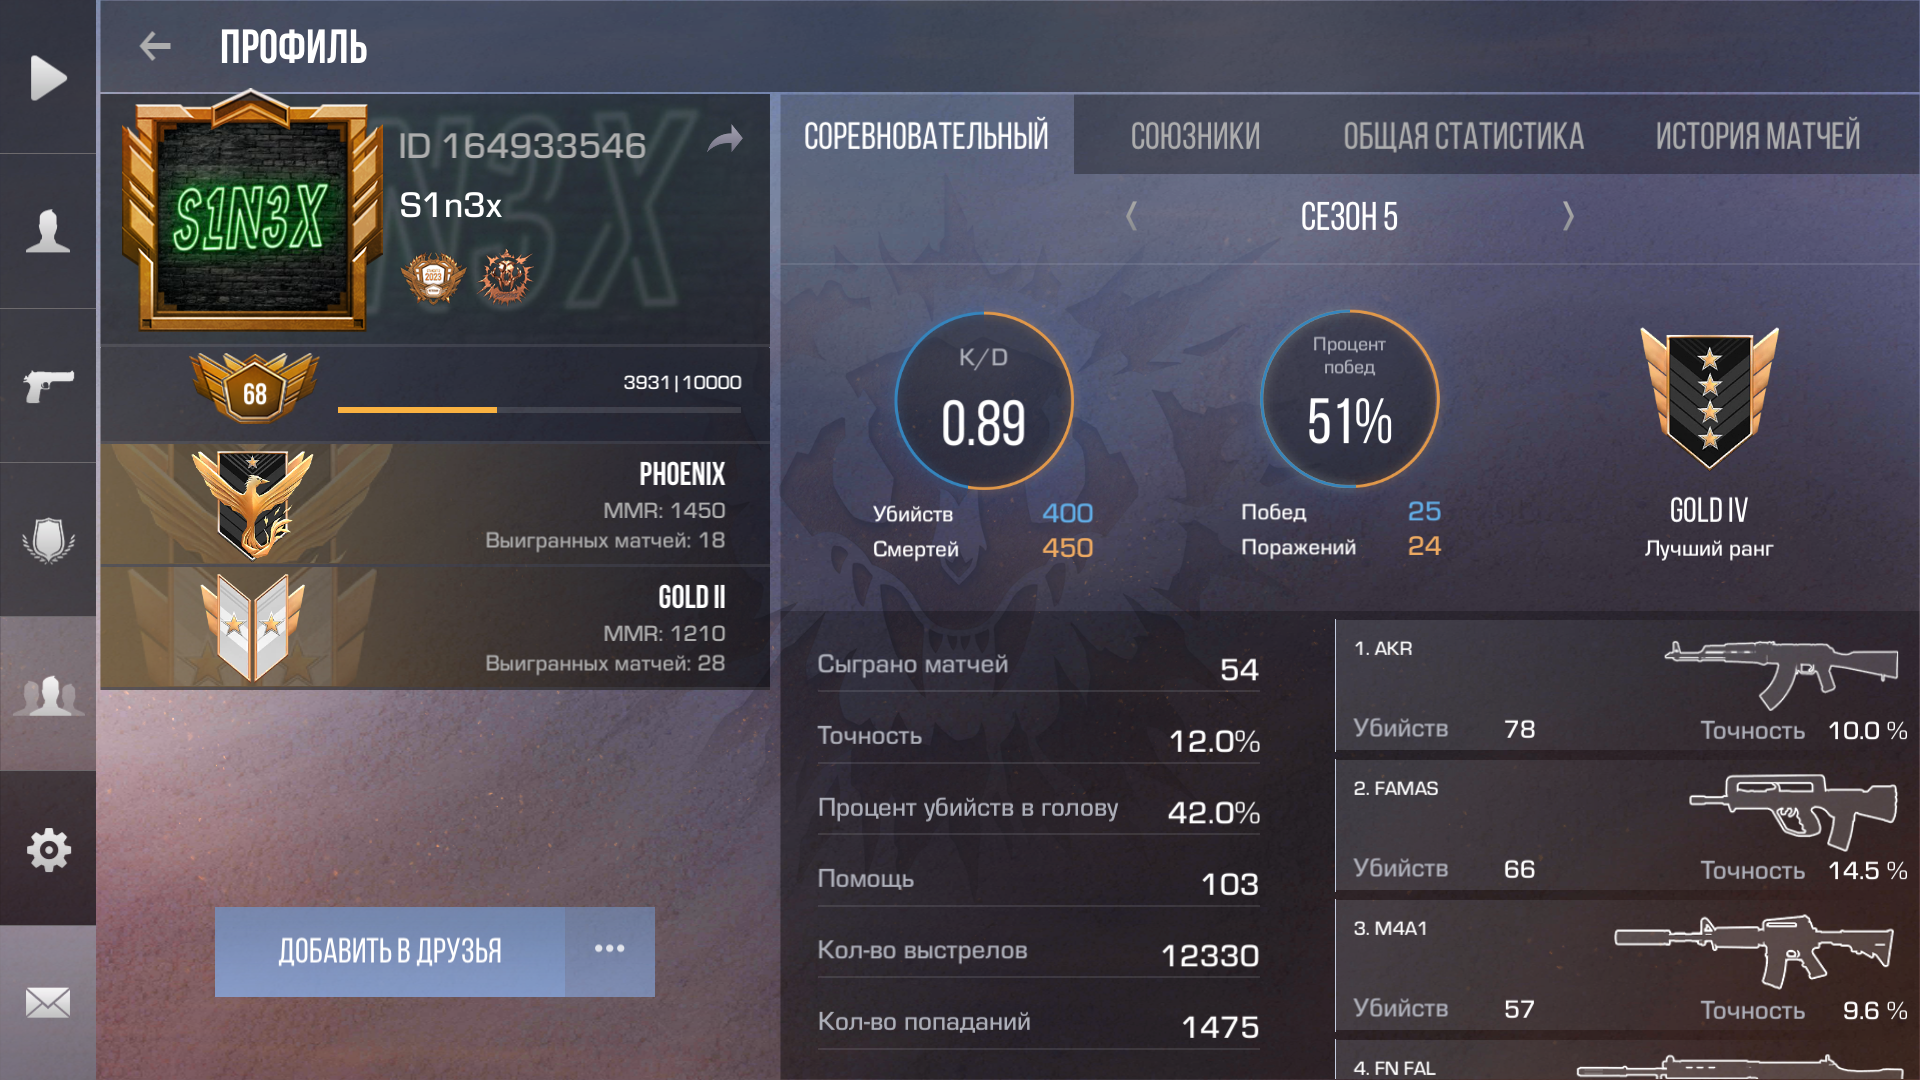 ПРОФИЛЬ
S1N3X
ID 164933546
S1n3x
2023
68
3931|10000
PHOENIX
MMR: 1450
Выигранных матчей: 18
GOLD II
MMR: 1210
Выигранных матчей: 28
ДОБАВИТЬ В ДРУЗЬЯ
СОРЕВНОВАТЕЛЬНЫЙ
СОЮЗНИКИ
ОБЩАЯ СТАТИСТИКА
ИСТОРИЯ МАТЧЕЙ
СЕЗОН 5
K/D
0.89
Убийств 400
Смертей 450
Процент
побед
51%
Побед 25
Поражений 24
GOLD IV
Лучший ранг
Сыграно матчей 54
Точность 12.0%
Процент убийств в голову 42.0%
Помощь 103
Кол-во выстрелов 12330
Кол-во попаданий 1475
1. AKR
Убийств 78 Точность 10.0 %
2. FAMAS
Убийств 66 Точность 14.5 %
3. M4A1
Убийств 57 Точность 9.6 %
4. FN FAL